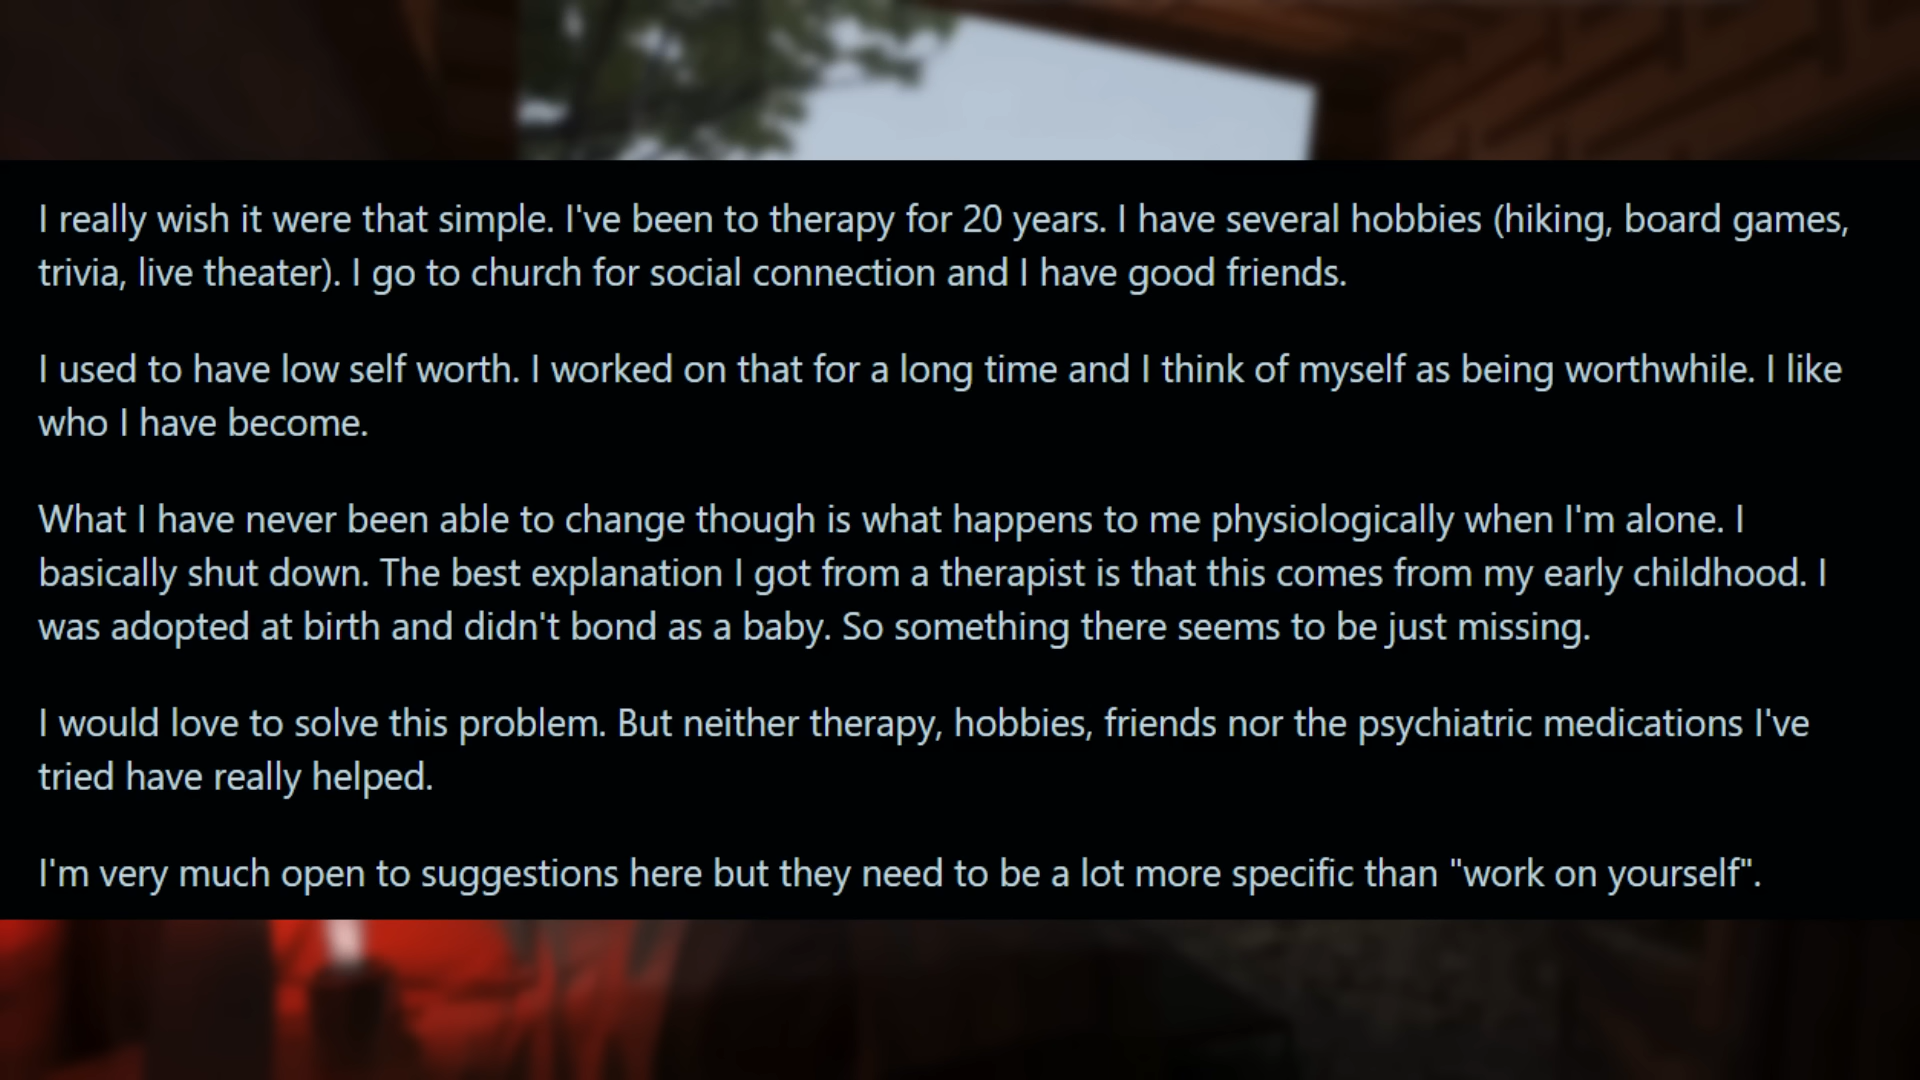 I really wish it were that simple. I've been to therapy for 20 years. I have several hobbies (hiking, board games,
trivia, live theater). I go to church for social connection and I have good friends.
I used to have low self worth. I worked on that for a long time and I think of myself as being worthwhile. I like
who I have become.
What I have never been able to change though is what happens to me physiologically when I'm alone. I
basically shut down. The best explanation I got from a therapist is that this comes from my early childhood. I
was adopted at birth and didn't bond as a baby. So something there seems to be just missing.
I would love to solve this problem. But neither therapy, hobbies, friends nor the psychiatric medications I've
tried have really helped.
I'm very much open to suggestions here but they need to be a lot more specific than "work on yourself".